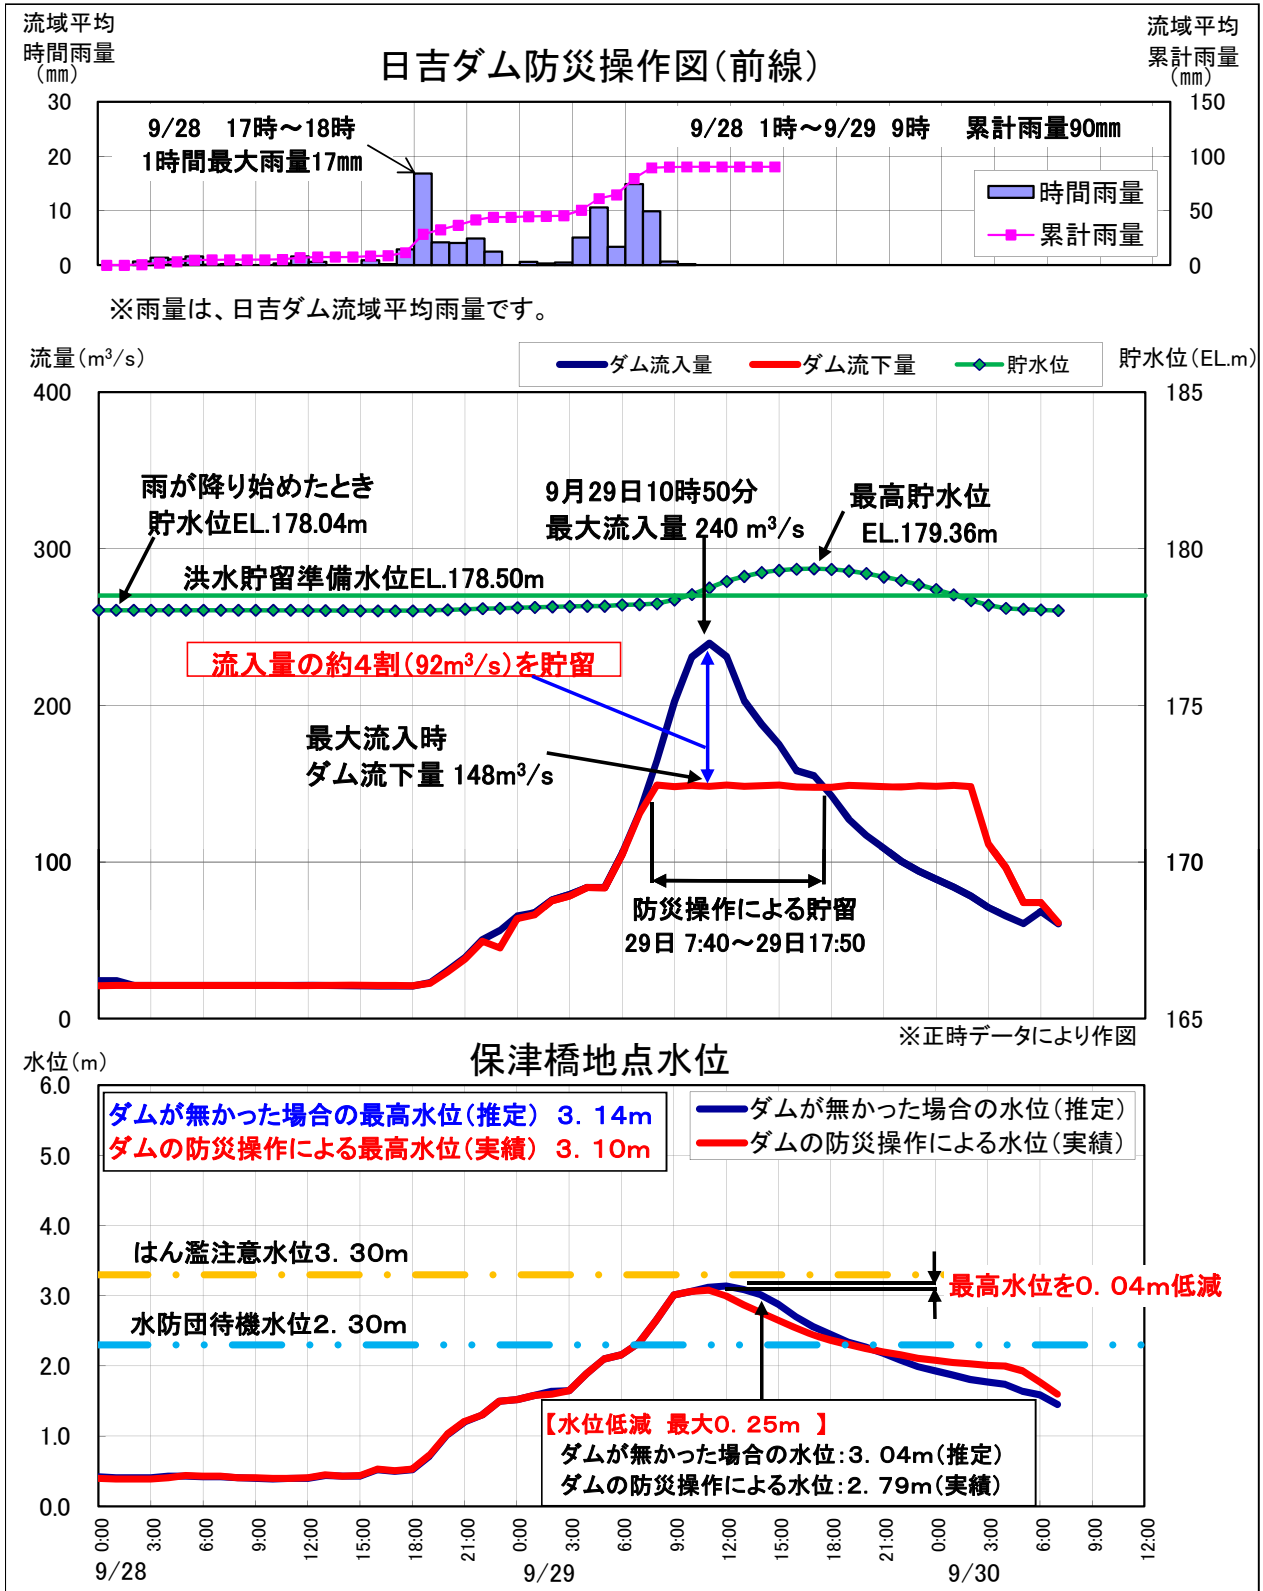 流域平均
時間雨量
(mm)
日吉ダム防災操作図(前線)
流域平均
累計雨量
(mm)
30
20
10
0
150
100
50
0
9/28 17時～18時
1時間最大雨量17mm
9/28 1時～9/29 9時 累計雨量90mm
時間雨量
累計雨量
※雨量は、日吉ダム流域平均雨量です。
流量(m³/s)
ダム流入量 ダム流下量 貯水位
貯水位(EL.m)
400
300
200
100
0
185
180
175
170
165
雨が降り始めたとき
貯水位EL.178.04m
9月29日10時50分
最大流入量 240 m³/s
最高貯水位
EL.179.36m
洪水貯留準備水位EL.178.50m
流入量の約4割(92m³/s)を貯留
最大流入時
ダム流下量 148m³/s
防災操作による貯留
29日 7:40～29日17:50
※正時データにより作図
水位(m)
保津橋地点水位
6.0
5.0
4.0
3.0
2.0
1.0
0.0
ダムが無かった場合の最高水位(推定) 3.14m
ダムの防災操作による最高水位(実績) 3.10m
ダムが無かった場合の水位(推定)
ダムの防災操作による水位(実績)
はん濫注意水位3.30m
最高水位を0.04m低減
水防団待機水位2.30m
【水位低減 最大0.25m 】
ダムが無かった場合の水位:3.04m(推定)
ダムの防災操作による水位:2.79m(実績)
0:00 3:00 6:00 9:00 12:00 15:00 18:00 21:00 0:00 3:00 6:00 9:00 12:00 15:00 18:00 21:00 0:00 3:00 6:00 9:00 12:00
9/28 9/29 9/30